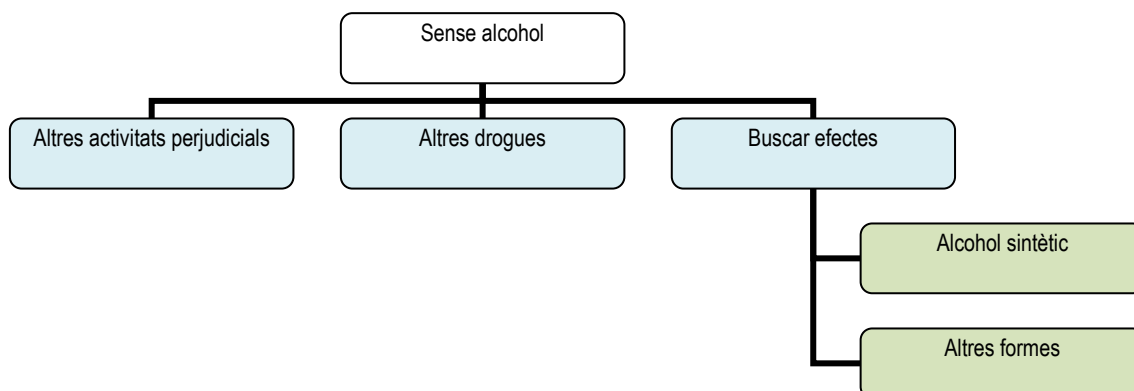 Sense alcohol
Altres activitats perjudicials
Altres drogues
Buscar efectes
Alcohol sintètic
Altres formes